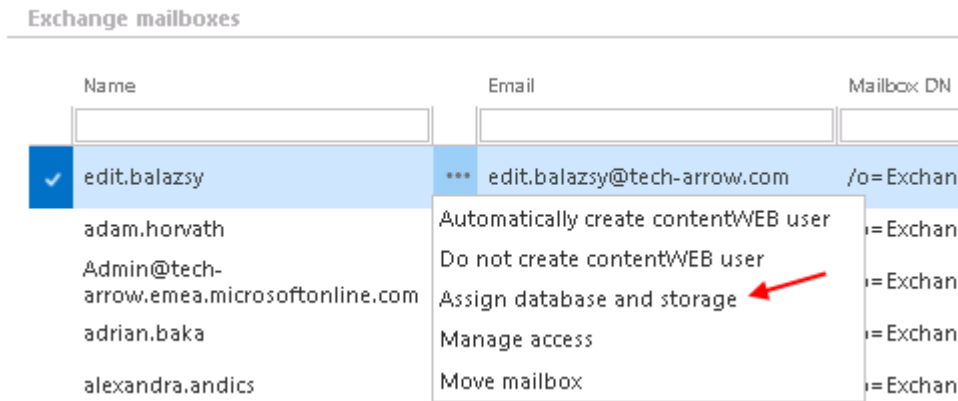 Exchange mailboxes
Name Email Mailbox DN
edit.balazsy ••• edit.balazsy@tech-arrow.com /o=Exchan
Automatically create contentWEB user
adam.horvath =Exchan
Do not create contentWEB user
Admin@tech-
arrow.emea.microsoftonline.com =Exchan
Assign database and storage
adrian.baka =Exchan
Manage access
alexandra.andics =Exchan
Move mailbox